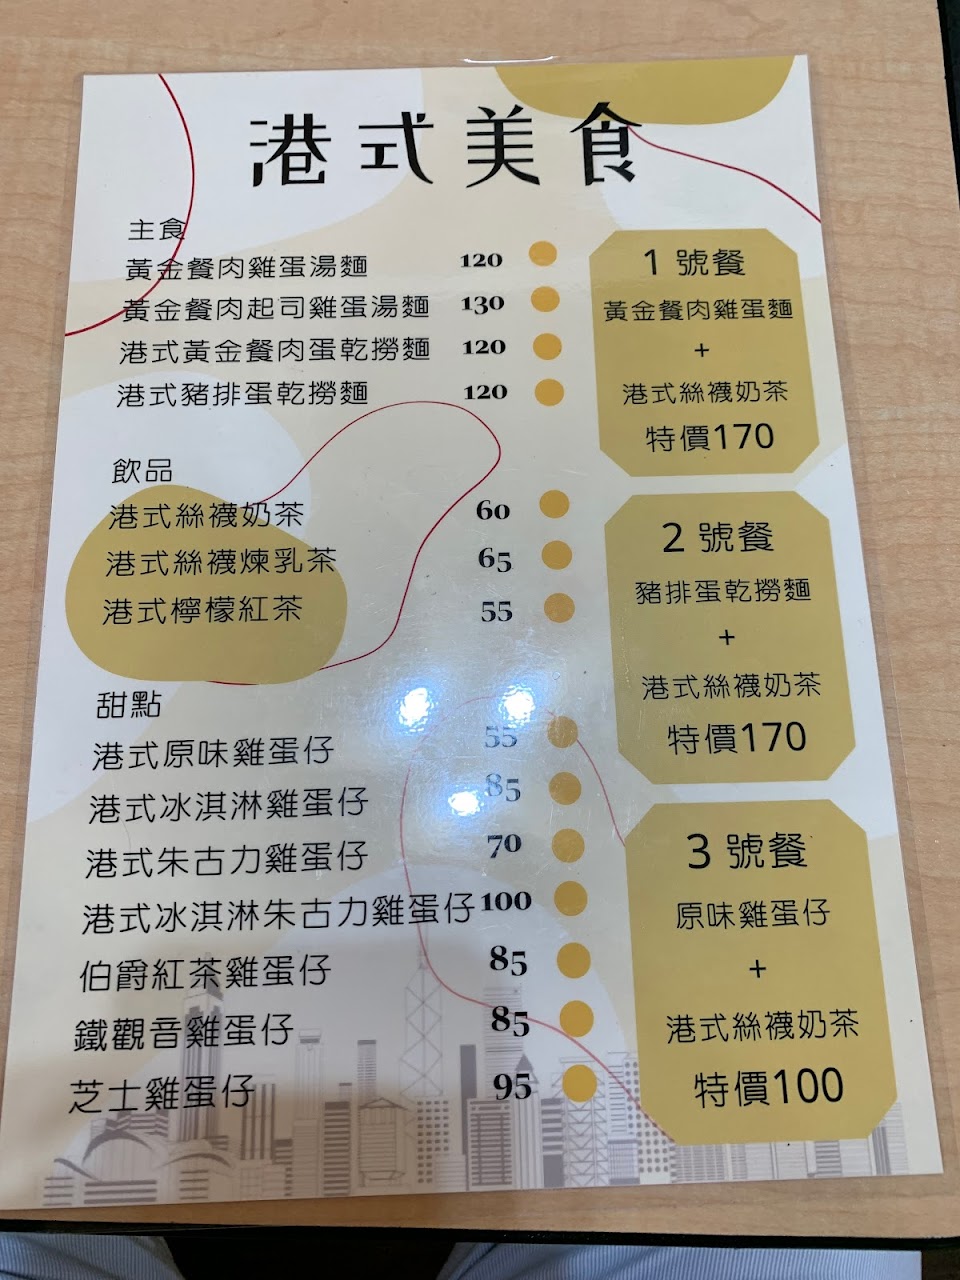 港式美食
主食
黃金餐肉雞蛋湯麵 120
黃金餐肉起司雞蛋湯麵 130
港式黃金餐肉蛋乾撈麵 120
港式豬排蛋乾撈麵 120
飲品
港式絲襪奶茶 60
港式絲襪煉乳茶 65
港式檸檬紅茶 55
甜點
港式原味雞蛋仔 55
港式冰淇淋雞蛋仔 85
港式朱古力雞蛋仔 70
港式冰淇淋朱古力雞蛋仔 100
伯爵紅茶雞蛋仔 85
鐵觀音雞蛋仔 85
芝士雞蛋仔 95
1 號餐
黃金餐肉雞蛋麵
+
港式絲襪奶茶
特價170
2 號餐
豬排蛋乾撈麵
+
港式絲襪奶茶
特價170
3 號餐
原味雞蛋仔
+
港式絲襪奶茶
特價100